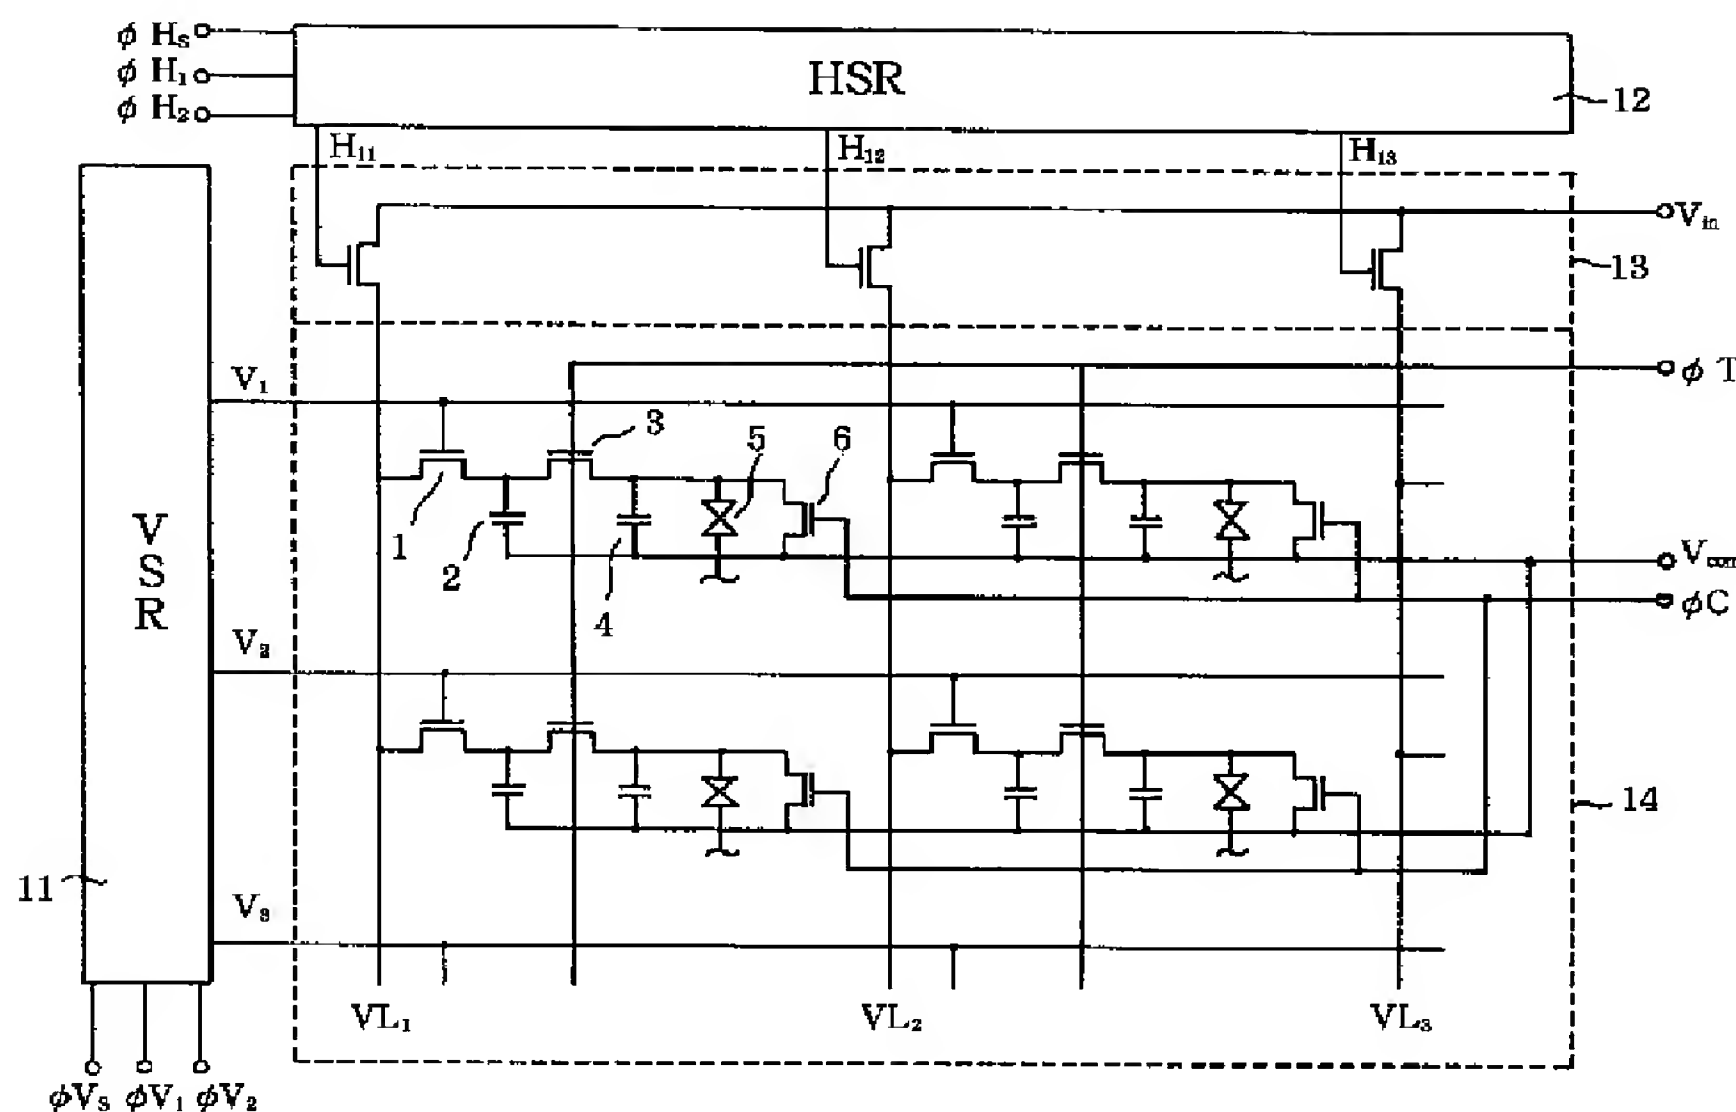 ϕ H₅
ϕ H₁
ϕ H₂
HSR
12
H₁₁
H₁₂
H₁₃
Vin
13
ϕ T
V₁
3
5
6
1
2
4
Vcom
ϕC
V
S
R
V₂
14
11
V₃
VL₁
VL₂
VL₃
ϕVs ϕV₁ ϕV₂